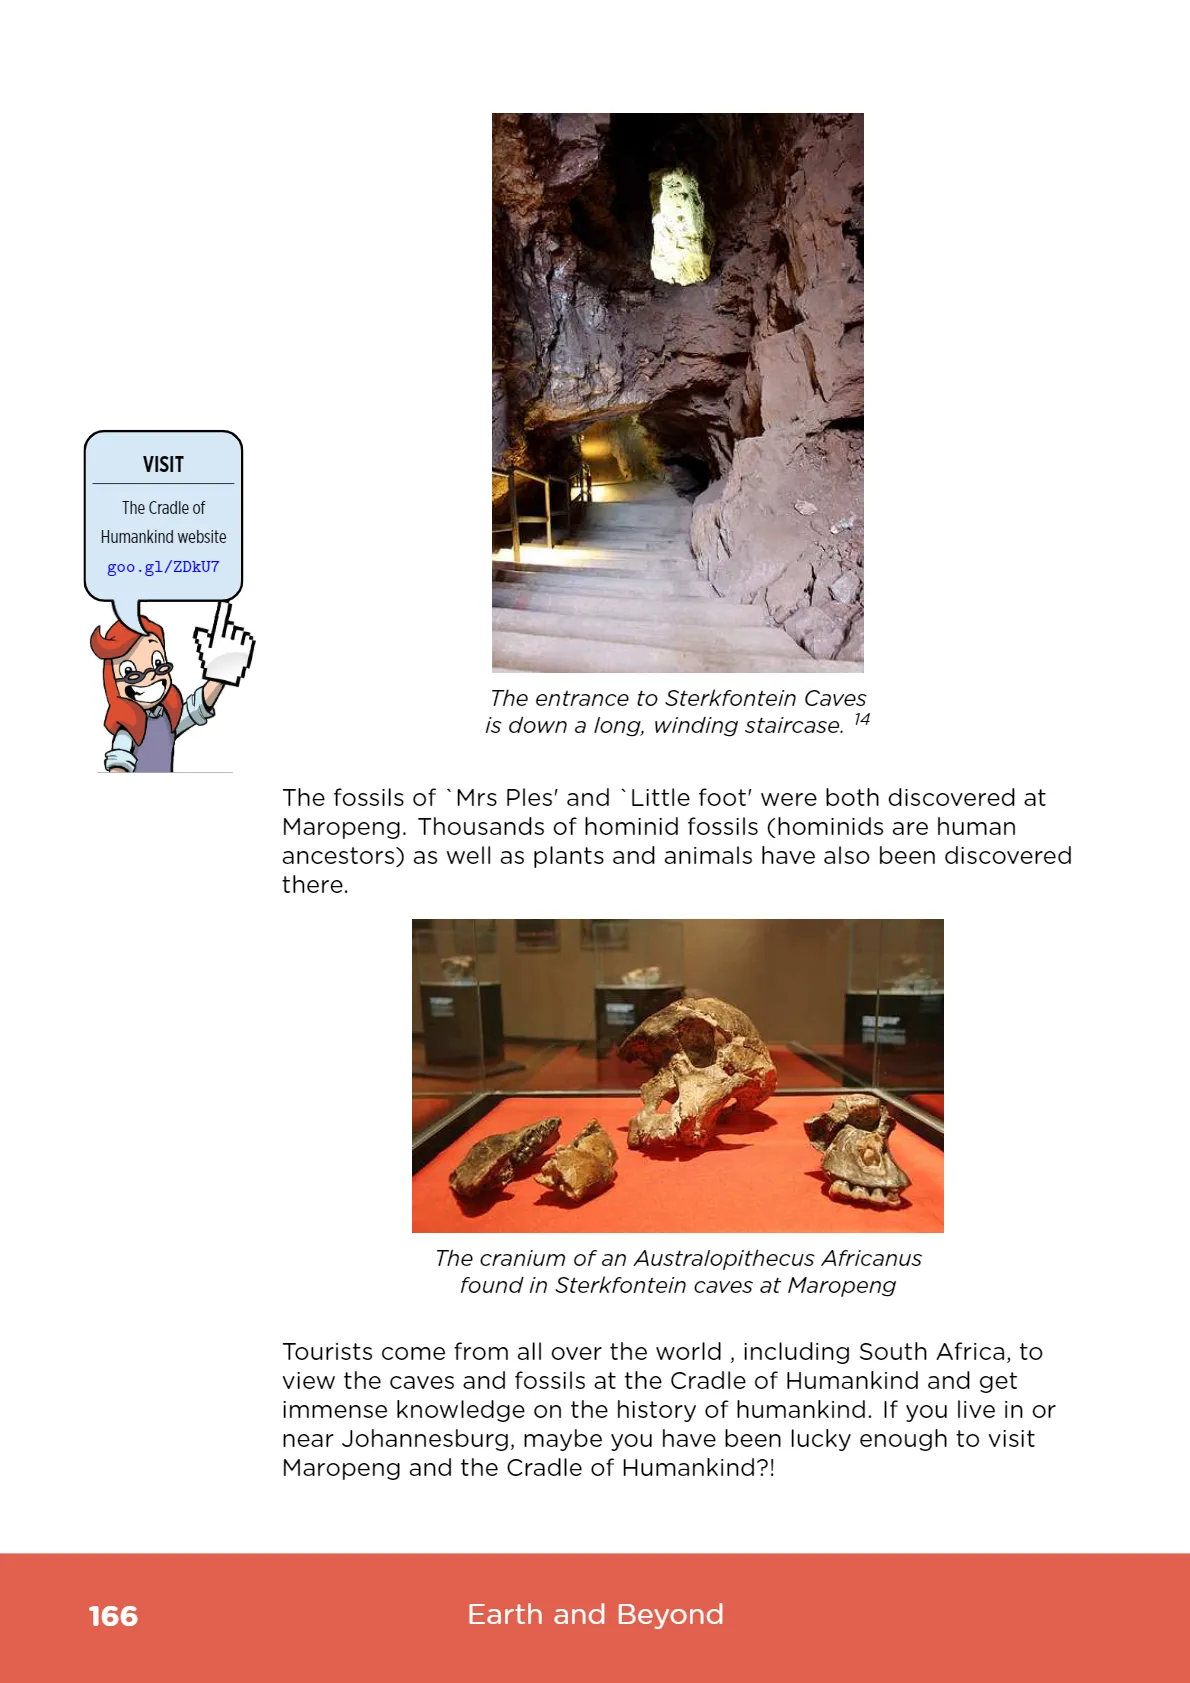 The entrance to Sterkfontein Caves
is down a long, winding staircase. 14
VISIT
The Cradle of
Humankind website
goo.gl/ZDkU7
The fossils of `Mrs Ples' and `Little foot' were both discovered at
Maropeng. Thousands of hominid fossils (hominids are human
ancestors) as well as plants and animals have also been discovered
there.
The cranium of an Australopithecus Africanus
found in Sterkfontein caves at Maropeng
Tourists come from all over the world , including South Africa, to
view the caves and fossils at the Cradle of Humankind and get
immense knowledge on the history of humankind. If you live in or
near Johannesburg, maybe you have been lucky enough to visit
Maropeng and the Cradle of Humankind?!
166
Earth and Beyond